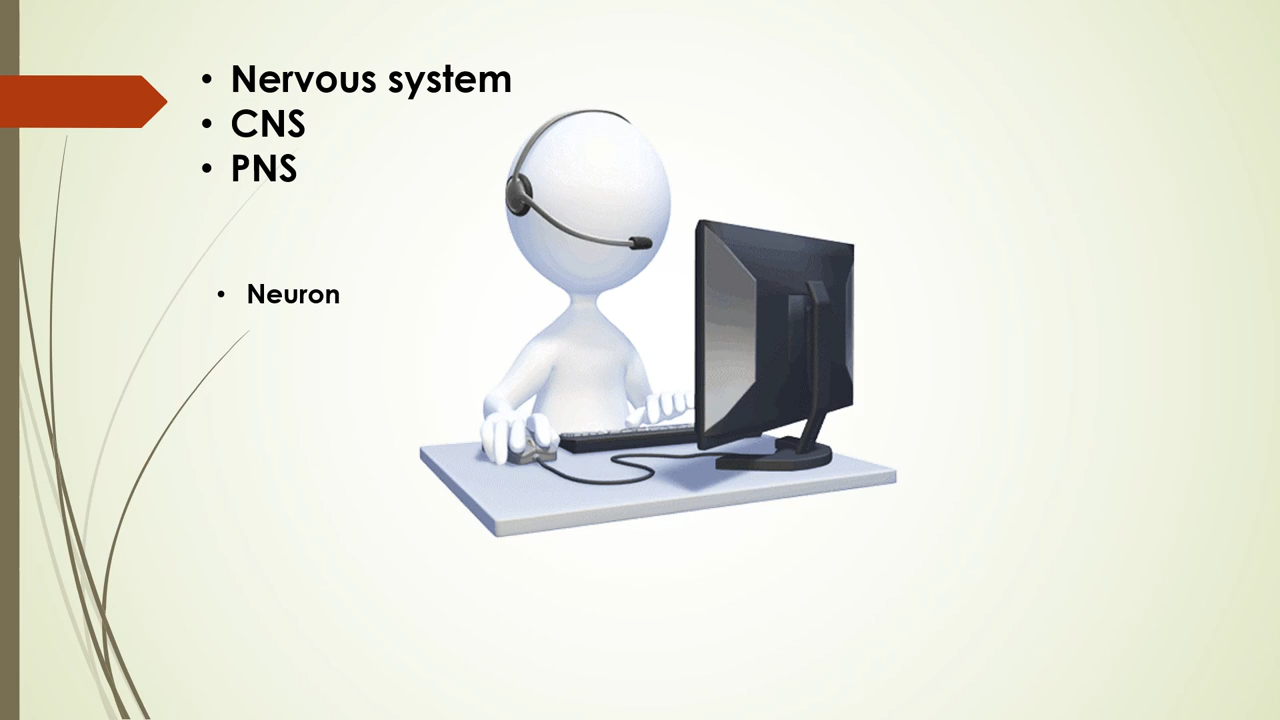 • Nervous system
• CNS
• PNS
• Neuron